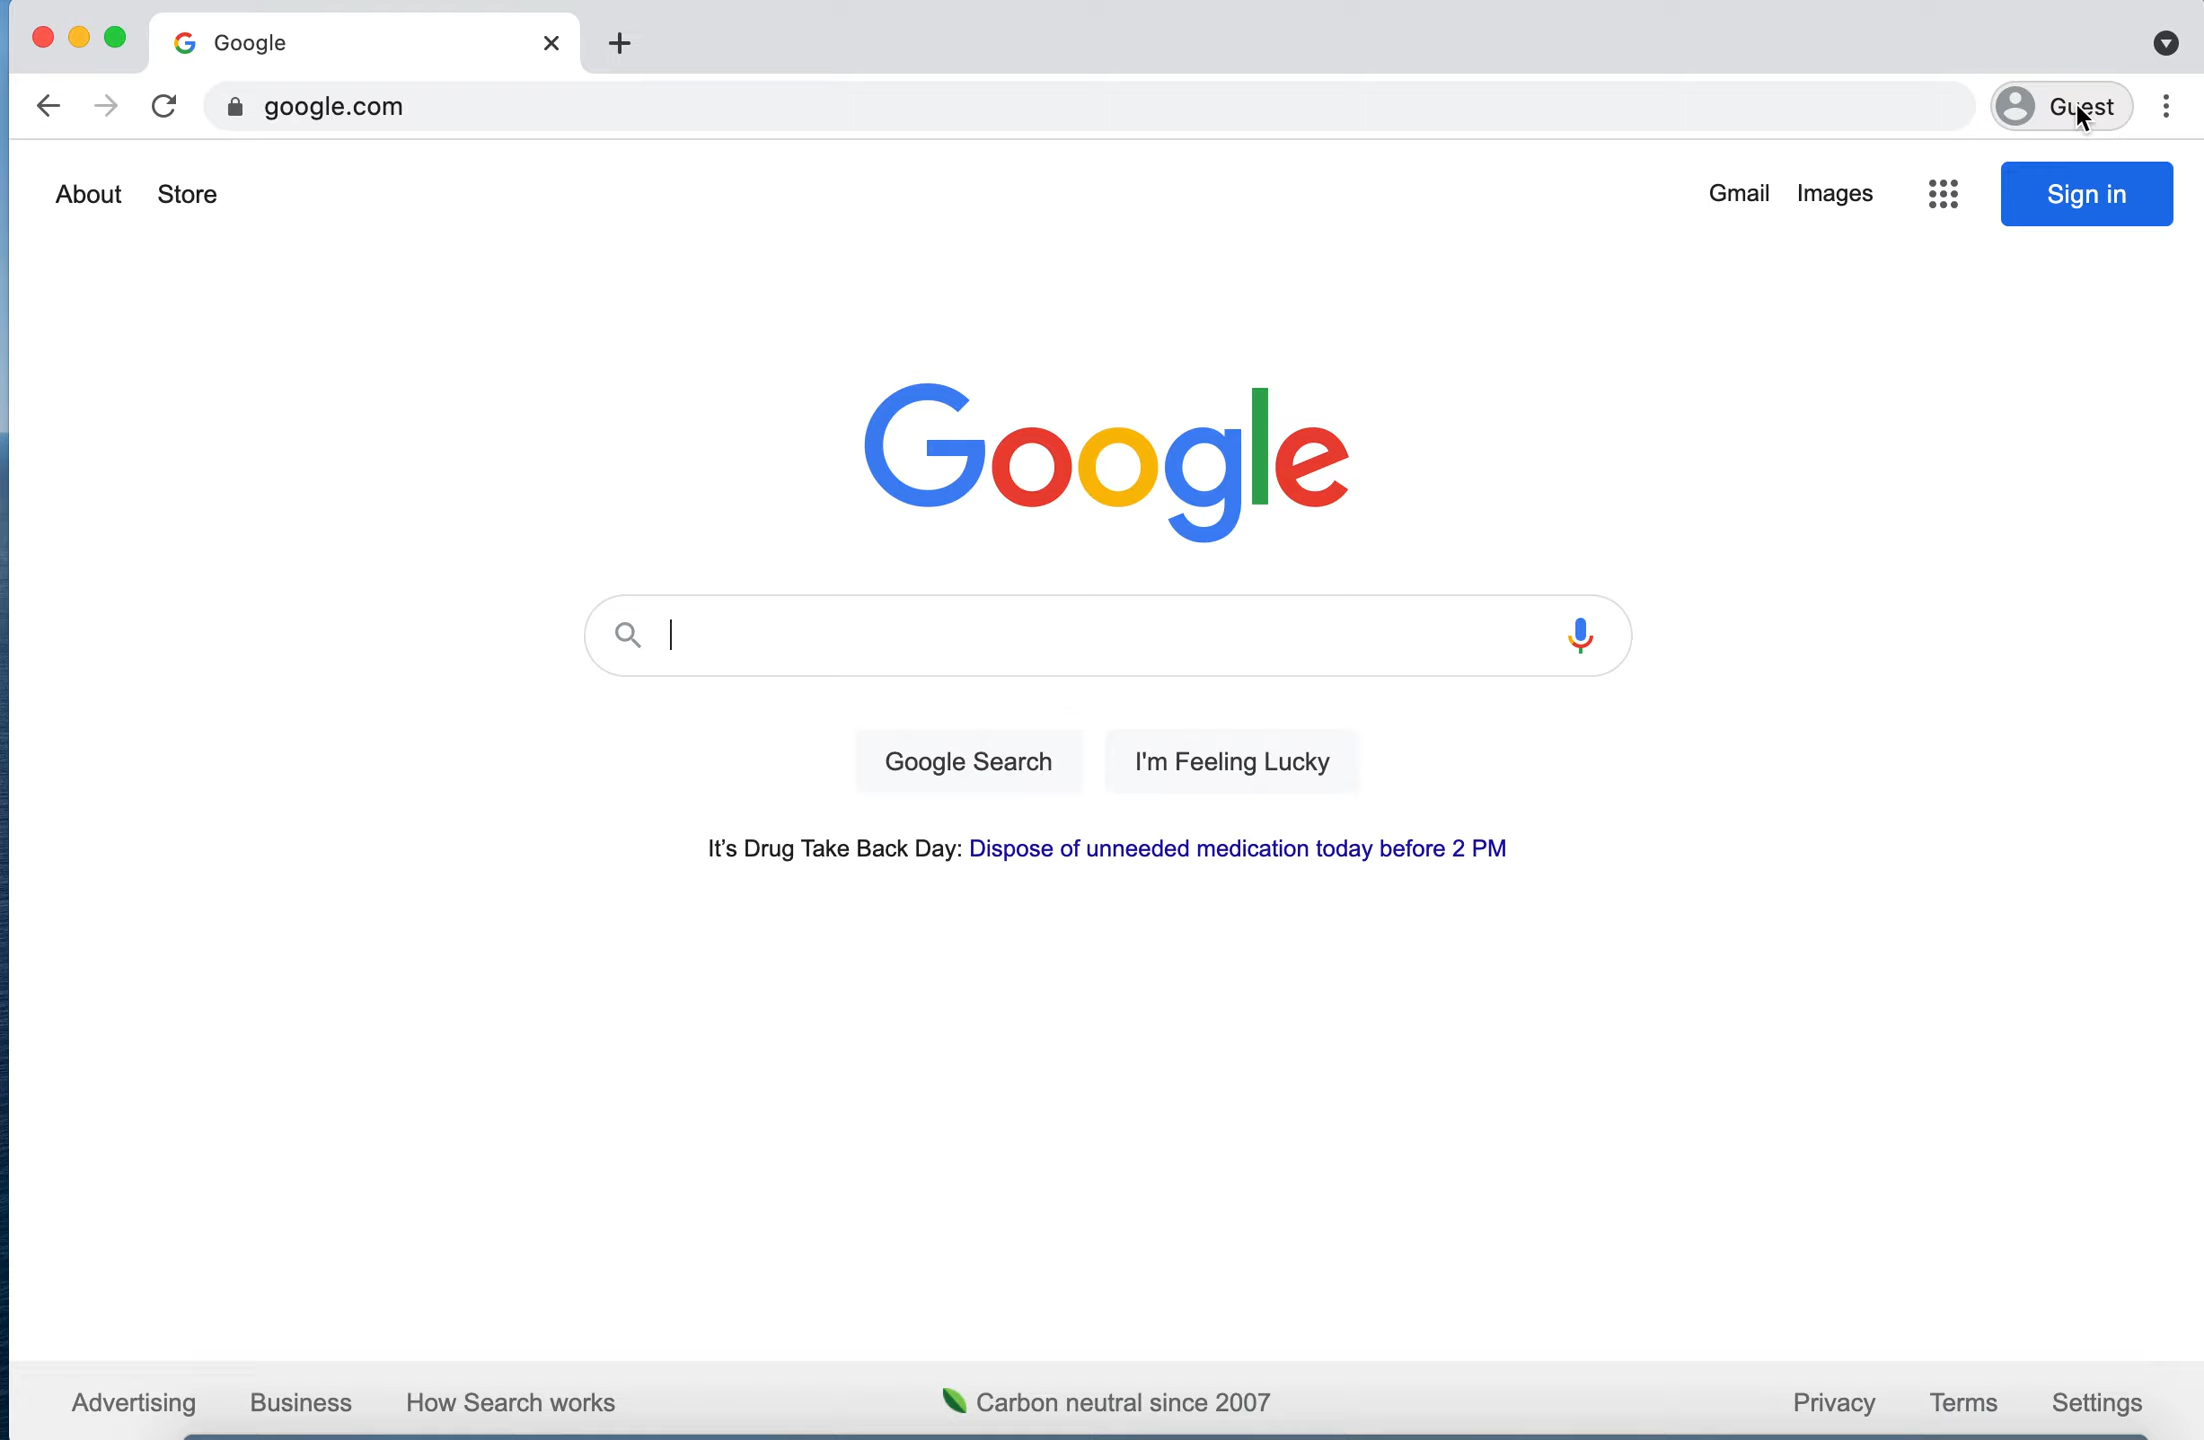 Google
google.com
Guest
About Store
Gmail Images
Sign in
Google
Google Search
I'm Feeling Lucky
It's Drug Take Back Day: Dispose of unneeded medication today before 2 PM
Advertising Business How Search works
Carbon neutral since 2007
Privacy Terms Settings